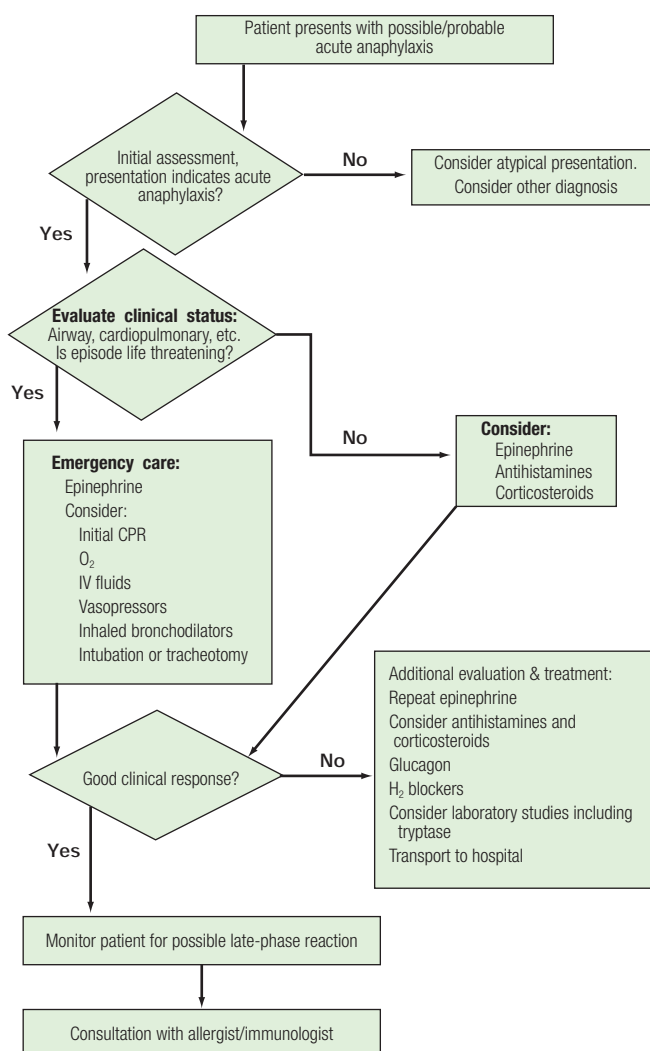 Patient presents with possible/probable
acute anaphylaxis
Initial assessment,
presentation indicates acute
anaphylaxis?
No
Consider atypical presentation.
Consider other diagnosis
Yes
Evaluate clinical status:
Airway, cardiopulmonary, etc.
Is episode life threatening?
Yes
No
Emergency care:
Epinephrine
Consider:
Initial CPR
O₂
IV fluids
Vasopressors
Inhaled bronchodilators
Intubation or tracheotomy
Consider:
Epinephrine
Antihistamines
Corticosteroids
Good clinical response?
No
Additional evaluation & treatment:
Repeat epinephrine
Consider antihistamines and
corticosteroids
Glucagon
H₂ blockers
Consider laboratory studies including
tryptase
Transport to hospital
Yes
Monitor patient for possible late-phase reaction
Consultation with allergist/immunologist